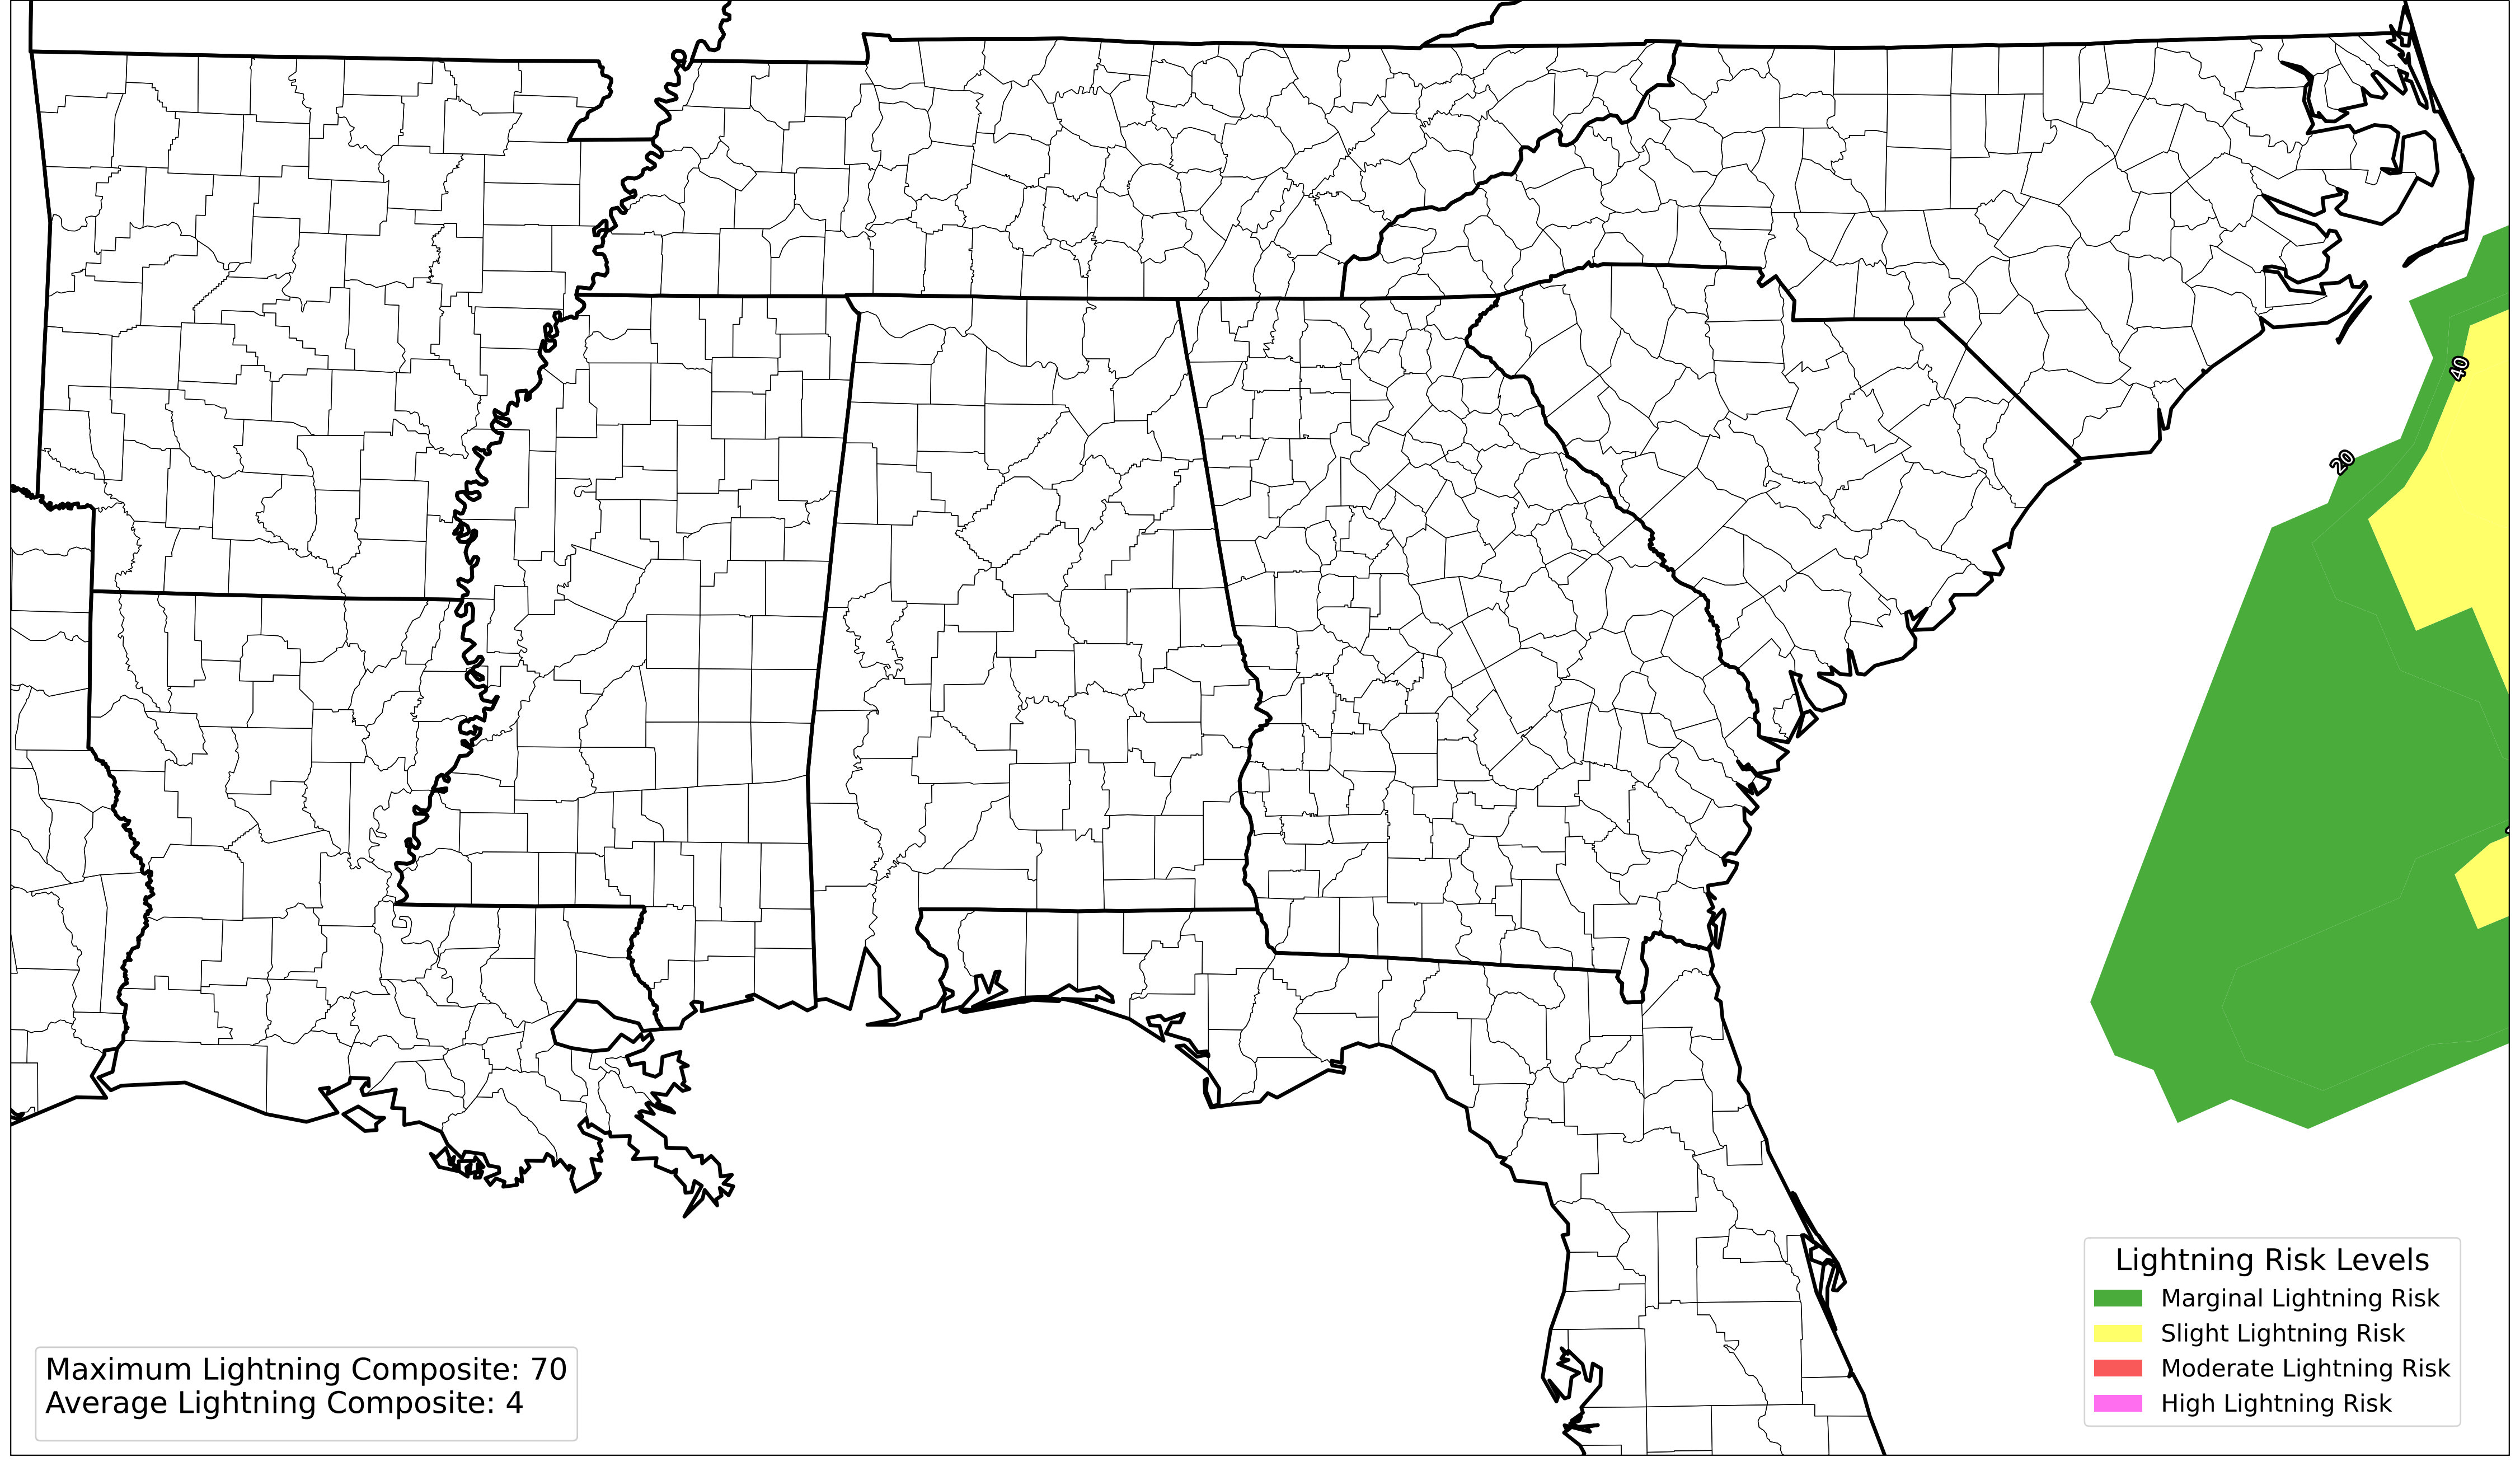 40
20
Lightning Risk Levels
Marginal Lightning Risk
Slight Lightning Risk
Moderate Lightning Risk
High Lightning Risk
Maximum Lightning Composite: 70
Average Lightning Composite: 4